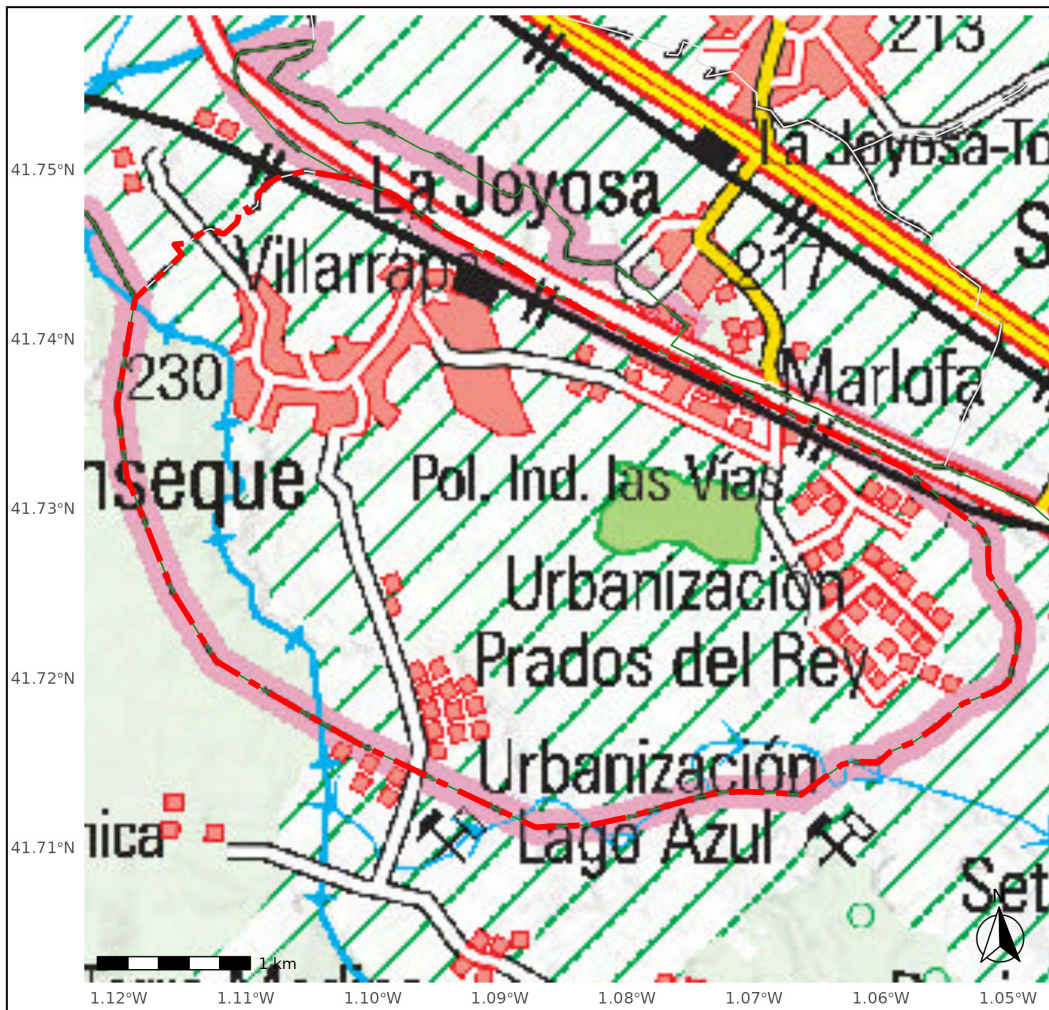 213
La Joyosa-To
41.75°N
La Joyosa
S
Villarrapa
217
41.74°N
230
Marlofa
nseque
Pol. Ind. las Vías
41.73°N
Urbanización
Prados del Rey
41.72°N
Urbanización
Lago Azul
41.71°N
nica
Set
N
1 km
1.12°W 1.11°W 1.10°W 1.09°W 1.08°W 1.07°W 1.06°W 1.05°W